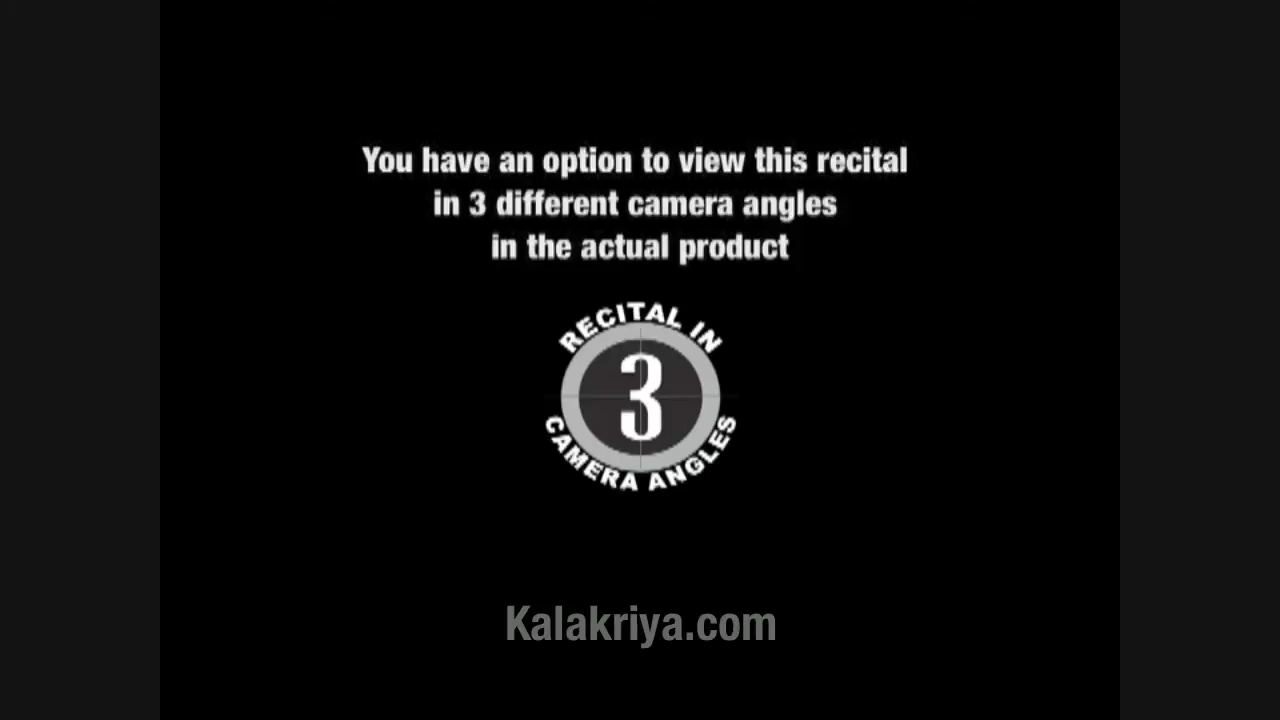 You have an option to view this recital
in 3 different camera angles
in the actual product
RECITAL IN
3
CAMERA ANGLES
Kalakriya.com